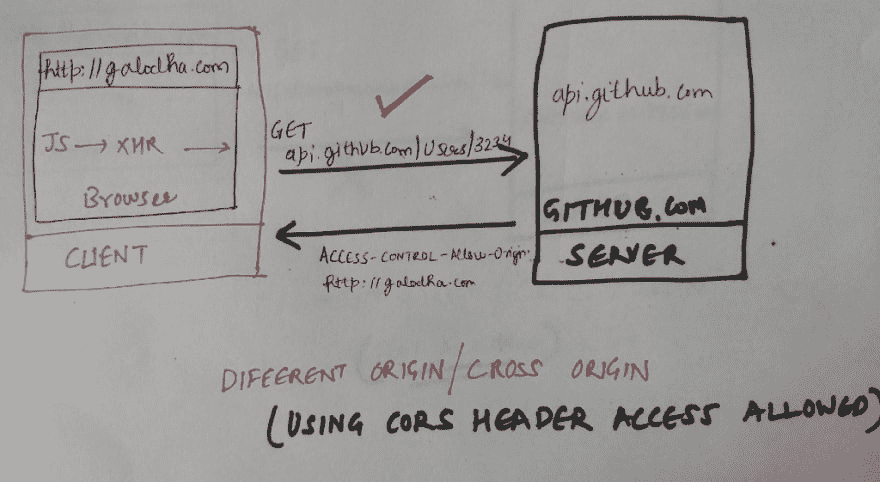 http://galodha.com
JS → XHR →
Browser
CLIENT
GET
api.github.com/Users/3234
ACCESS-CONTROL-Allow-Origin:
http://galodha.com
api.github.com
GITHUB.COM
SERVER
DIFEERENT ORIGIN/CROSS ORIGIN
(USING CORS HEADER ACCESS ALLOWED)